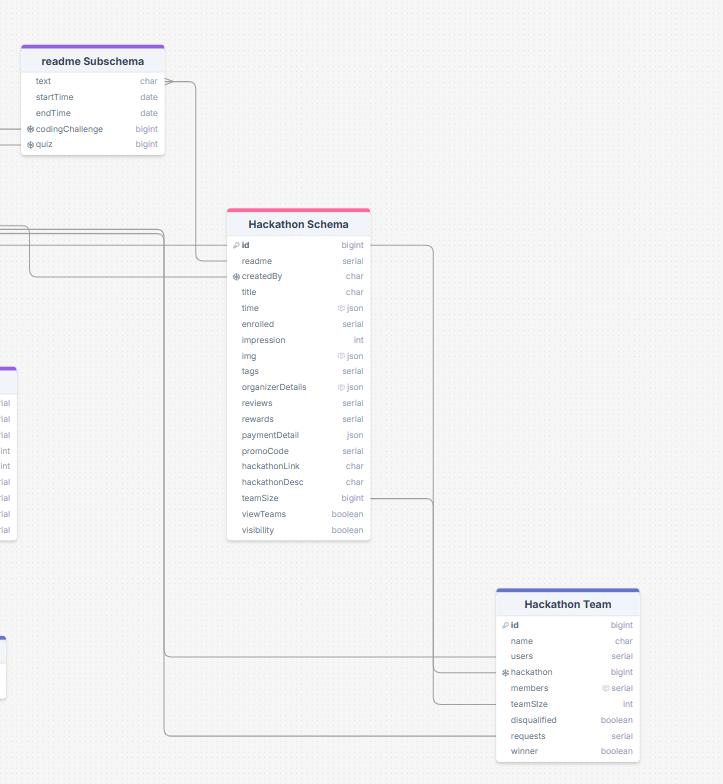 readme Subschema
text char
startTime date
endTime date
codingChallenge bigint
quiz bigint
Hackathon Schema
id bigint
readme serial
createdBy char
title char
time json
enrolled serial
impression int
img json
tags serial
organizerDetails json
reviews serial
rewards serial
paymentDetail json
promoCode serial
hackathonLink char
hackathonDesc char
teamSize bigint
viewTeams boolean
visibility boolean
rial
rial
rial
int
int
rial
rial
rial
rial
Hackathon Team
id bigint
name char
users serial
hackathon bigint
members serial
teamSIze int
disqualified boolean
requests serial
winner boolean